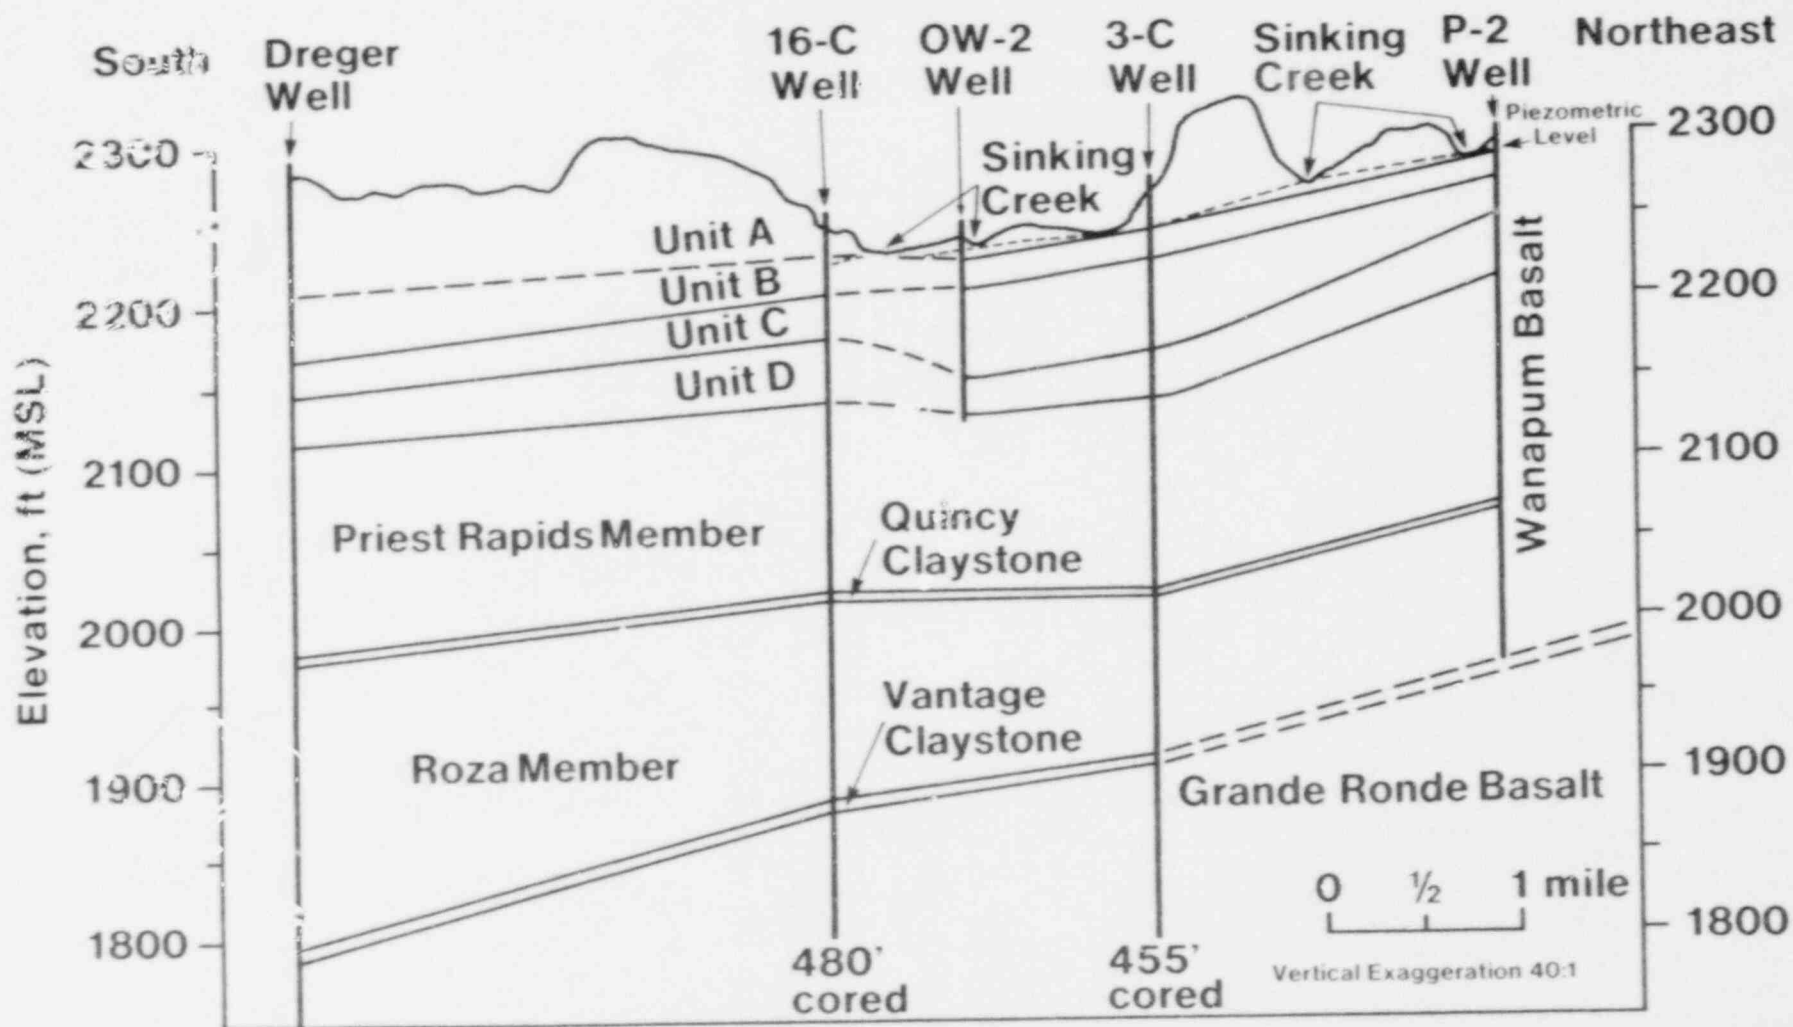 South
Dreger
Well
16-C
Well
OW-2
Well
3-C
Well
Sinking
Creek
P-2
Well
Northeast
Piezometric
Level
Sinking
Creek
Elevation, ft (MSL)
2300
2200
2100
2000
1900
1800
2300
2200
2100
2000
1900
1800
Unit A
Unit B
Unit C
Unit D
Wanapum Basalt
Priest Rapids Member
Quincy
Claystone
Roza Member
Vantage
Claystone
Grande Ronde Basalt
0 ½ 1 mile
Vertical Exaggeration 40:1
480'
cored
455'
cored